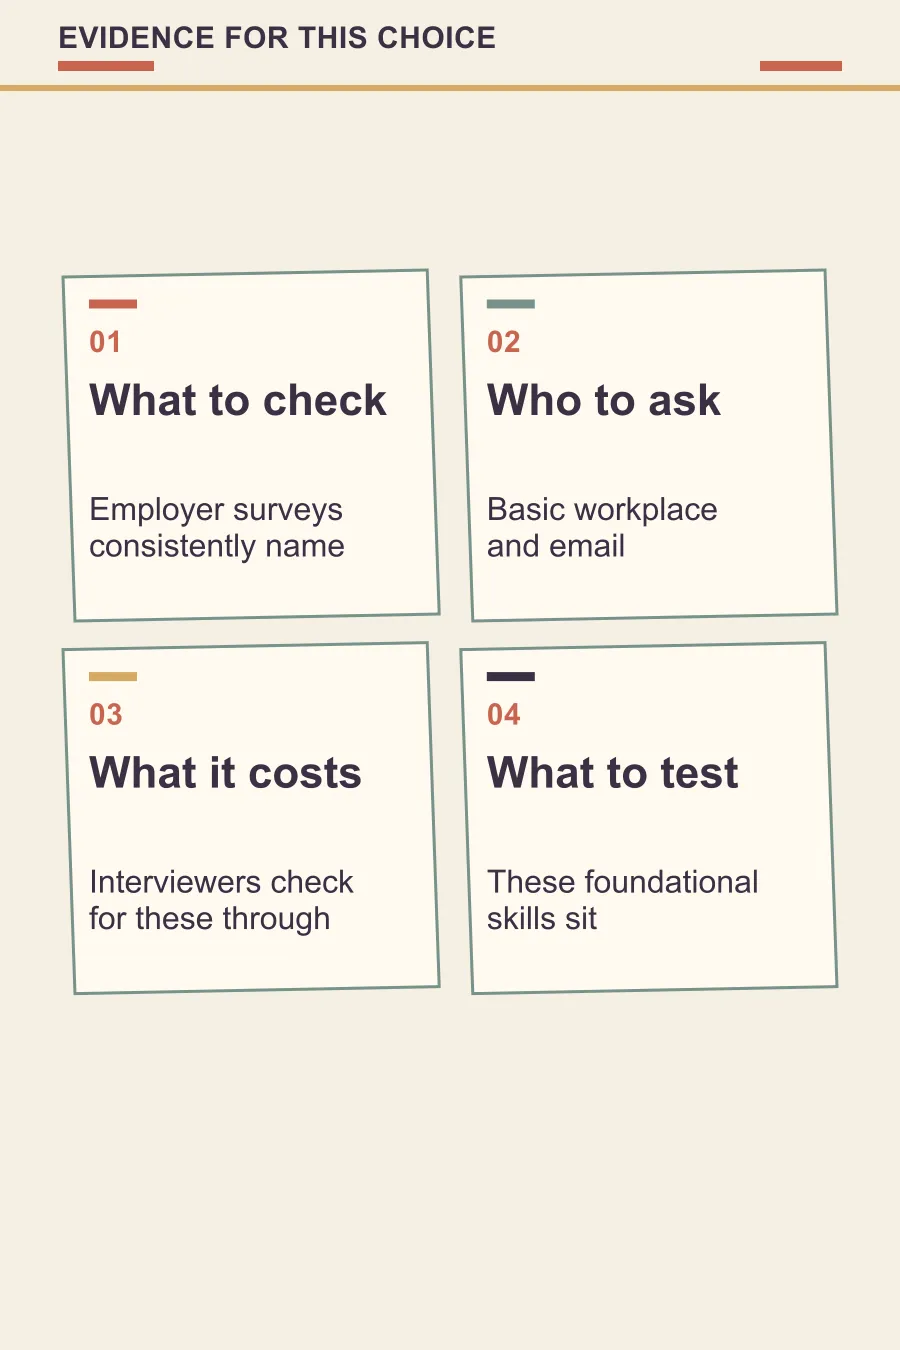 EVIDENCE FOR THIS CHOICE
01
What to check
Employer surveys
consistently name
02
Who to ask
Basic workplace
and email
03
What it costs
Interviewers check
for these through
04
What to test
These foundational
skills sit